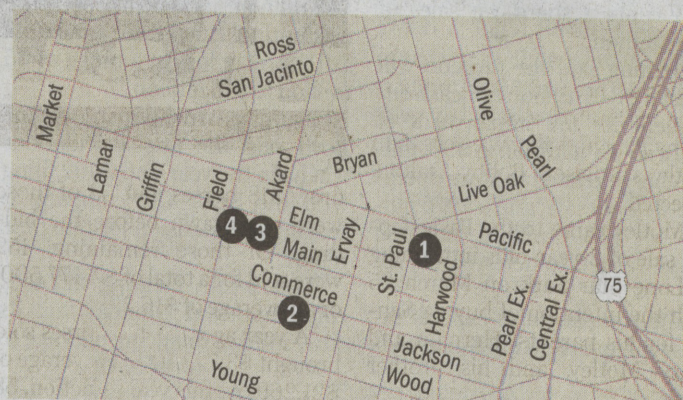 Ross
San Jacinto
Market
Olive
Lamar
Griffin
Field
Akard
Bryan
Pearl
Live Oak
4
3
Elm
Main
Ervay
St. Paul
1
Pacific
Harwood
Commerce
2
75
Pearl Ex.
Central Ex.
Jackson
Wood
Young